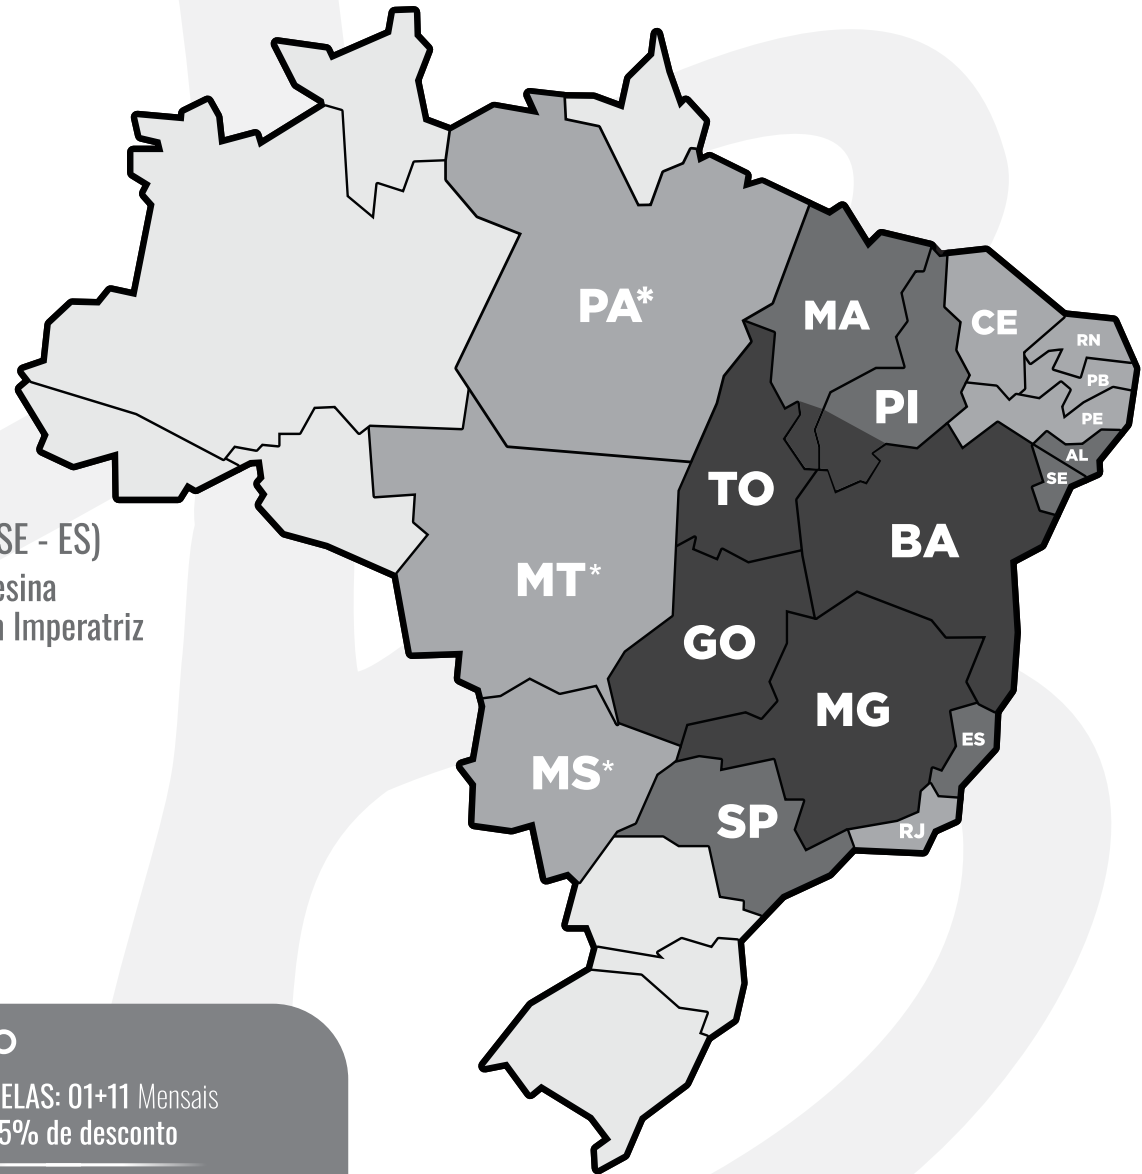 PA*
MA
CE
RN
PI
PB
PE
AL
TO
SE
BA
SE - ES)
MT*
esina
Imperatriz
GO
MG
ES
MS*
SP
RJ
ELAS: 01+11 Mensais
5% de desconto